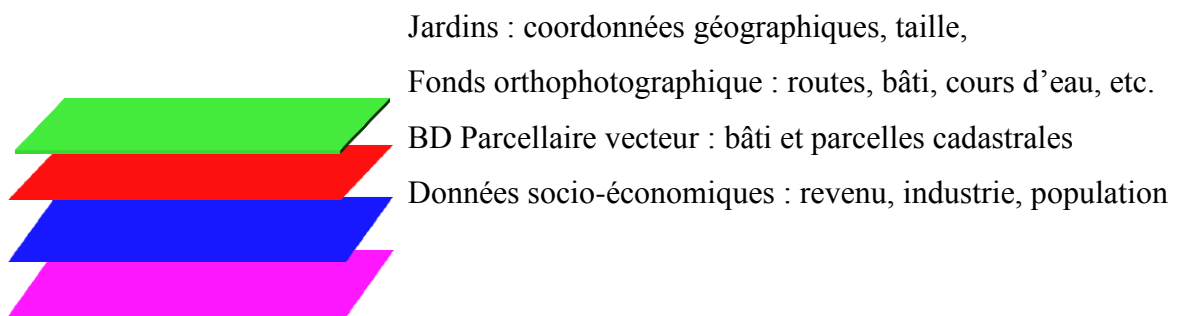 Jardins : coordonnées géographiques, taille,
Fonds orthophotographique : routes, bâti, cours d’eau, etc.
BD Parcellaire vecteur : bâti et parcelles cadastrales
Données socio-économiques : revenu, industrie, population